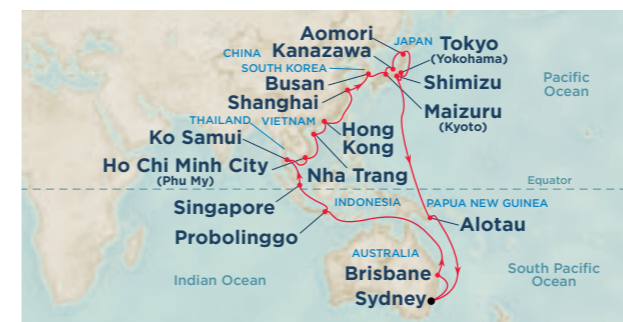 Aomori
JAPAN
Tokyo
(Yokohama)
CHINA
Kanazawa
SOUTH KOREA
Busan
Shimizu
Pacific
Ocean
Shanghai
Maizuru
(Kyoto)
THAILAND
VIETNAM
Ko Samui
Hong
Kong
Ho Chi Minh City
(Phu My)
Nha Trang
Equator
Singapore
INDONESIA
PAPUA NEW GUINEA
Alotau
Probolinggo
AUSTRALIA
Indian Ocean
Brisbane
South Pacific
Ocean
Sydney